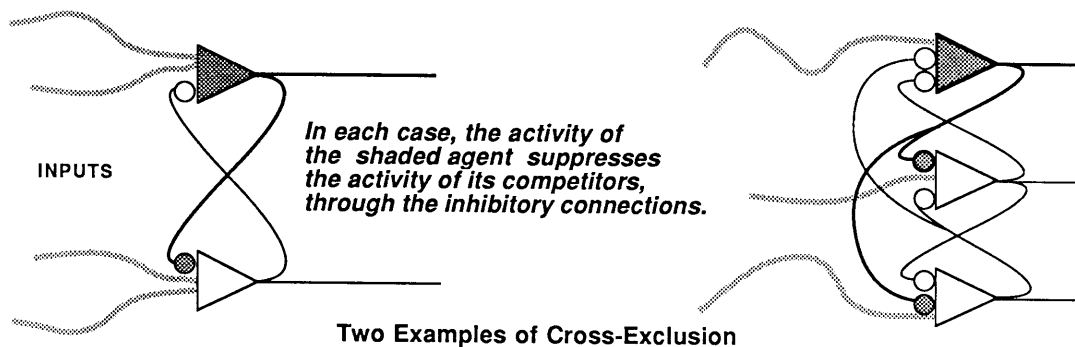 INPUTS
In each case, the activity of
the shaded agent suppresses
the activity of its competitors,
through the inhibitory connections.
Two Examples of Cross-Exclusion